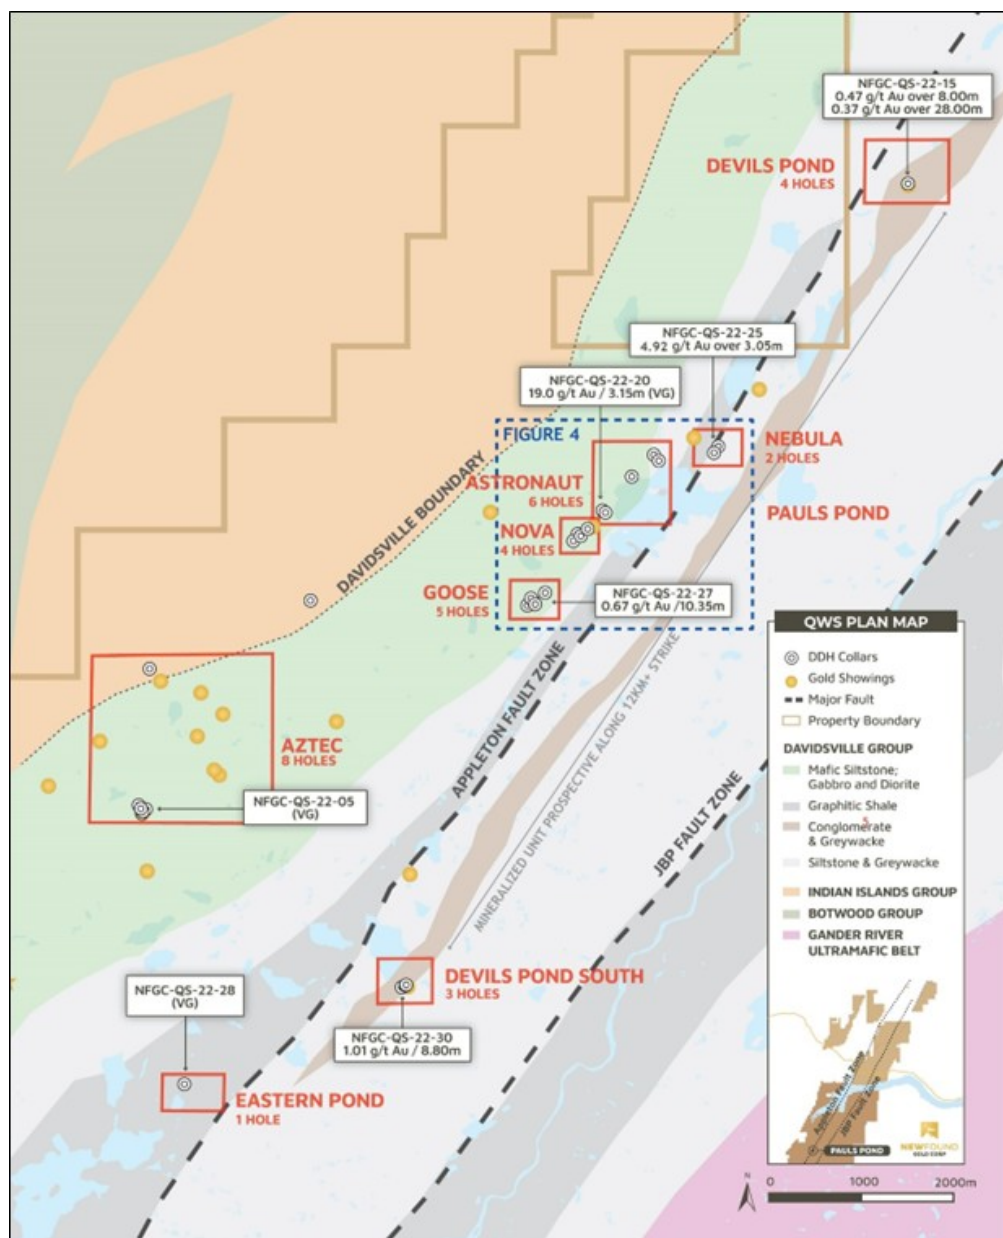 NFGC-QS-22-15
0.47 g/t Au over 8.00m
0.37 g/t Au over 28.00m
DEVILS POND
4 HOLES
NFGC-QS-22-25
4.92 g/t Au over 3.05m
NFGC-QS-22-20
19.0 g/t Au / 3.15m (VG)
FIGURE 4
NEBULA
2 HOLES
ASTRONAUT
6 HOLES
DAVIDSVILLE BOUNDARY
PAULS POND
NOVA
4 HOLES
GOOSE
5 HOLES
NFGC-QS-22-27
0.67 g/t Au /10.35m
APPLETON FAULT ZONE
MINERALIZED UNIT PROSPECTIVE ALONG 12KM+ STRIKE
JBP FAULT ZONE
AZTEC
8 HOLES
NFGC-QS-22-05
(VG)
NFGC-QS-22-28
(VG)
DEVILS POND SOUTH
3 HOLES
NFGC-QS-22-30
1.01 g/t Au / 8.80m
EASTERN POND
1 HOLE
QWS PLAN MAP
DDH Collars
Gold Showings
Major Fault
Property Boundary
DAVIDSVILLE GROUP
Mafic Siltstone;
Gabbro and Diorite
Graphitic Shale
5
Conglomerate
& Greywacke
Siltstone & Greywacke
INDIAN ISLANDS GROUP
BOTWOOD GROUP
GANDER RIVER
ULTRAMAFIC BELT
Appleton Fault Zone
JBP Fault Zone
PAULS POND
NEWFOUND
GOLD CORP
N
0 1000 2000m